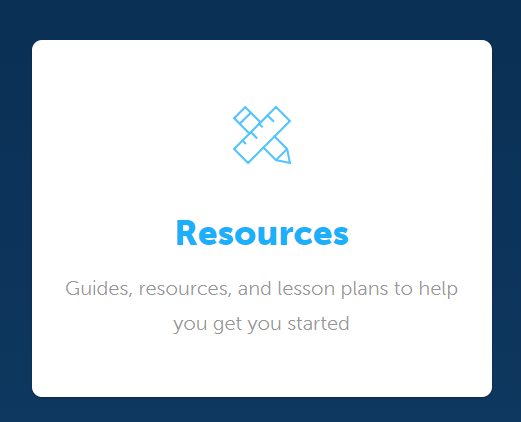 Resources
Guides, resources, and lesson plans to help
you get you started